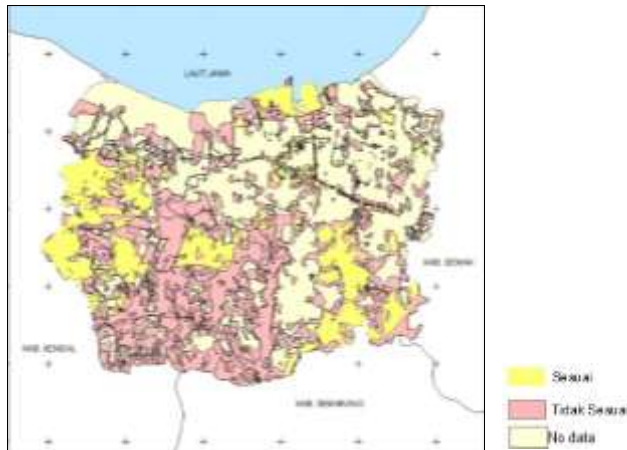 LAUT JAWA
KAB. DEMAK
KAB. KENDAL
KAB. SEMARANG
Sesuai
Tidak Sesuai
No data